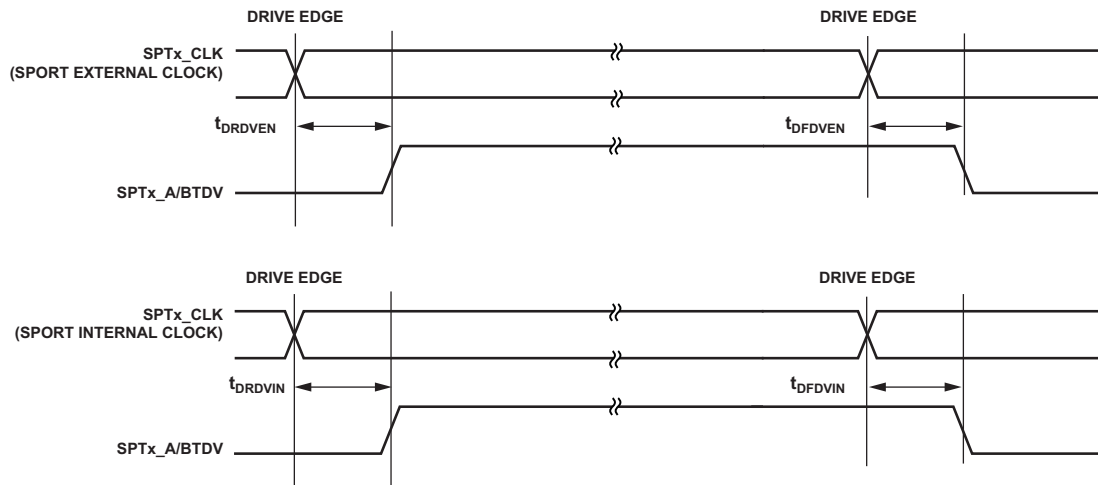 DRIVE EDGE DRIVE EDGE
SPTx_CLK
(SPORT EXTERNAL CLOCK)
tDRDVEN tDFDVEN
SPTx_A/BTDV
DRIVE EDGE DRIVE EDGE
SPTx_CLK
(SPORT INTERNAL CLOCK)
tDRDVIN tDFDVIN
SPTx_A/BTDV